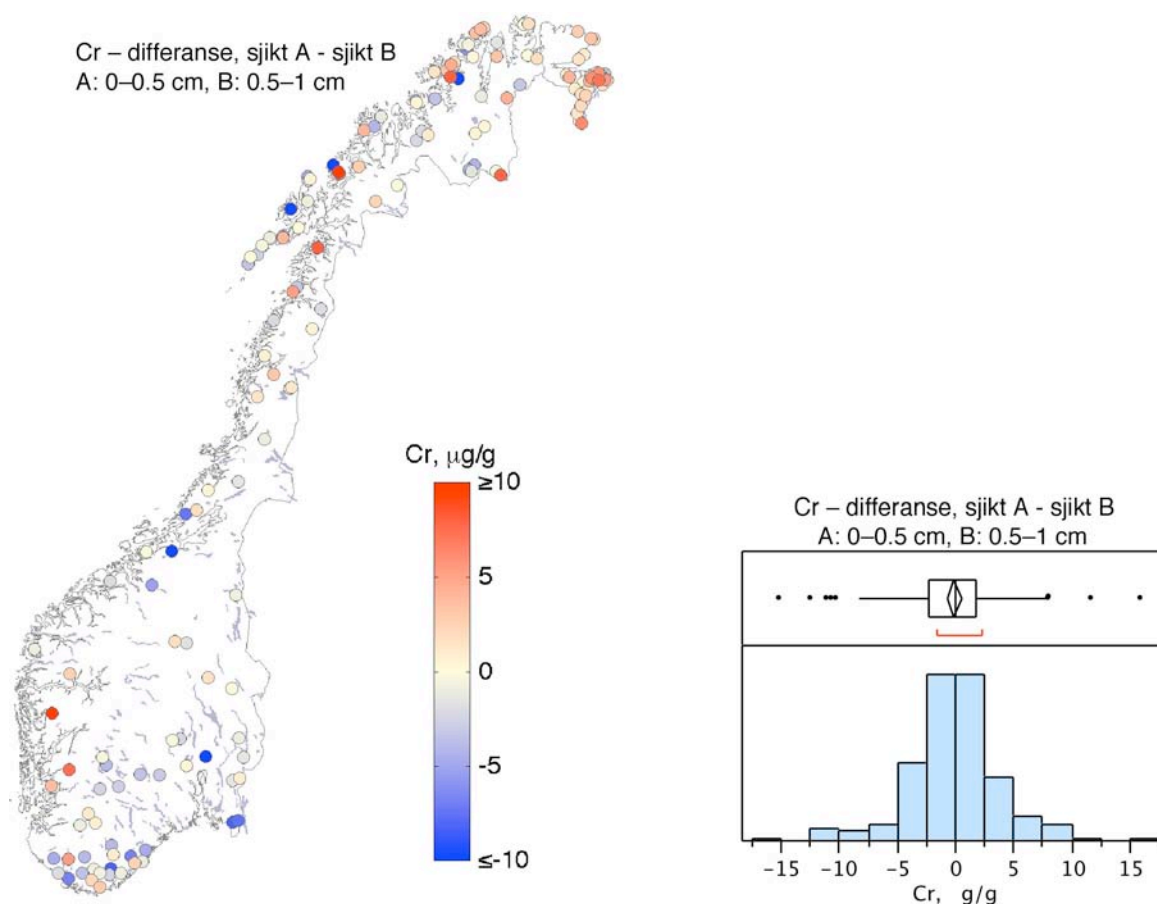 Cr – differanse, sjikt A - sjikt B
A: 0–0.5 cm, B: 0.5–1 cm
Cr, μg/g
≥10
5
0
-5
≤-10
Cr – differanse, sjikt A - sjikt B
A: 0–0.5 cm, B: 0.5–1 cm
−15 −10 −5 0 5 10 15
Cr, g/g